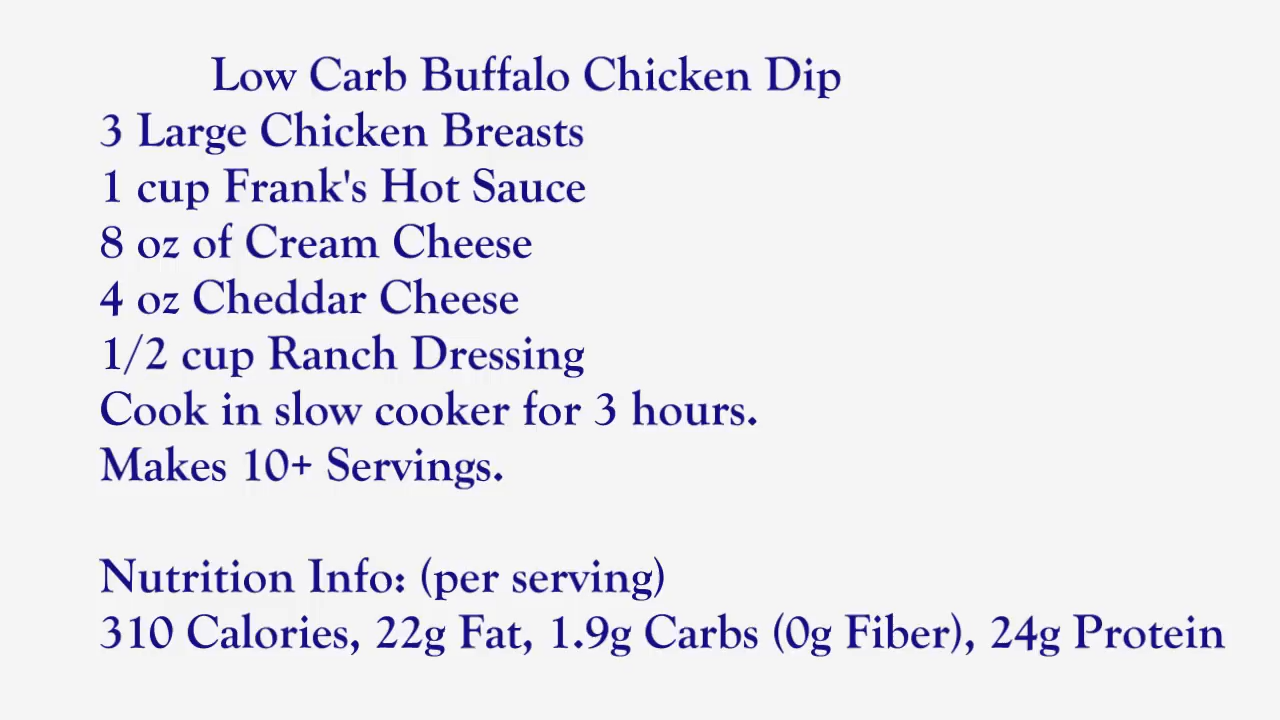 Low Carb Buffalo Chicken Dip
3 Large Chicken Breasts
1 cup Frank's Hot Sauce
8 oz of Cream Cheese
4 oz Cheddar Cheese
1/2 cup Ranch Dressing
Cook in slow cooker for 3 hours.
Makes 10+ Servings.
Nutrition Info: (per serving)
310 Calories, 22g Fat, 1.9g Carbs (0g Fiber), 24g Protein